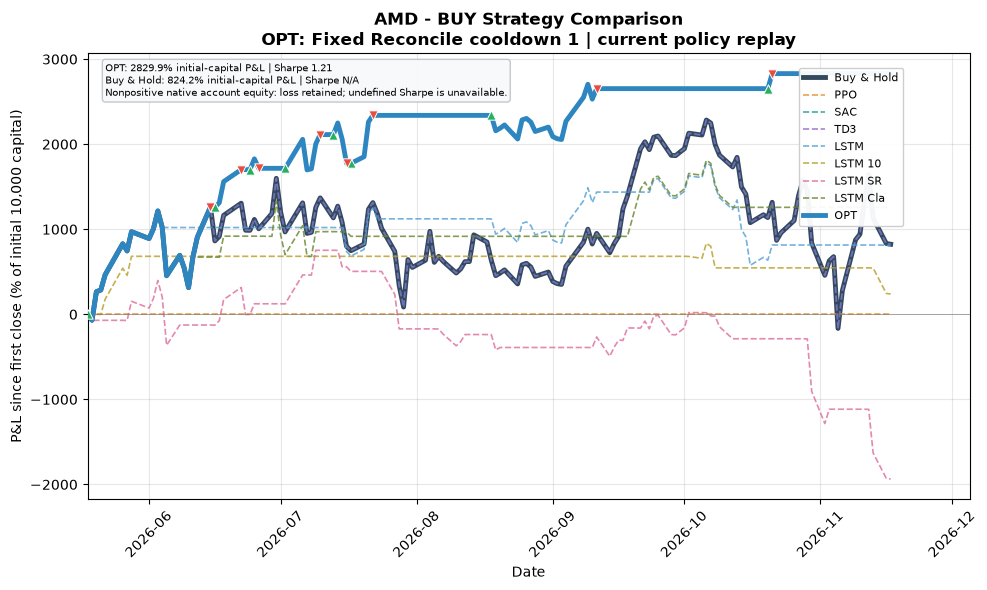 AMD - BUY Strategy Comparison
OPT: Fixed Reconcile cooldown 1 | current policy replay
OPT: 2829.9% initial-capital P&L | Sharpe 1.21
Buy & Hold: 824.2% initial-capital P&L | Sharpe N/A
Nonpositive native account equity: loss retained; undefined Sharpe is unavailable.
Buy & Hold
PPO
SAC
TD3
LSTM
LSTM 10
LSTM SR
LSTM Cla
OPT
P&L since first close (% of initial 10,000 capital)
3000
2000
1000
0
−1000
−2000
2026-06
2026-07
2026-08
2026-09
2026-10
2026-11
2026-12
Date